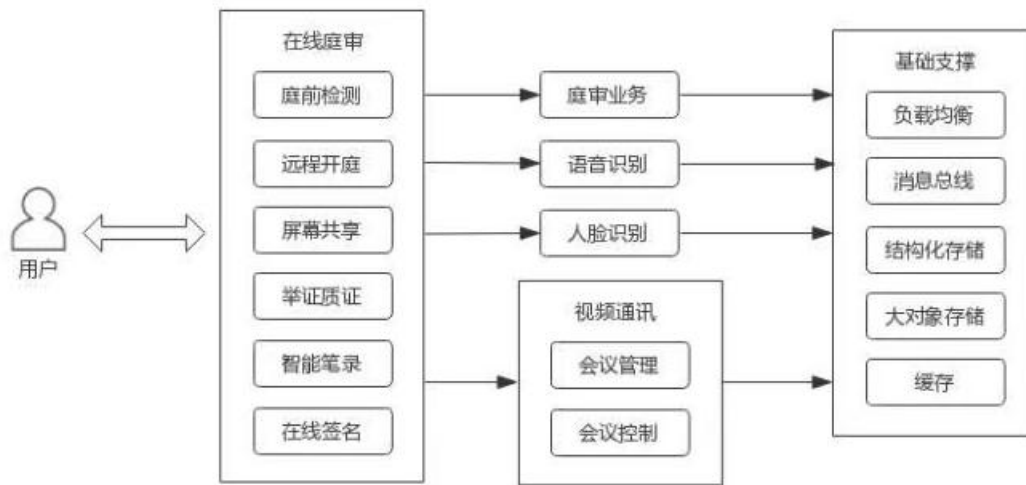 用户
在线庭审
庭前检测
远程开庭
屏幕共享
举证质证
智能笔录
在线签名
庭审业务
语音识别
人脸识别
视频通讯
会议管理
会议控制
基础支撑
负载均衡
消息总线
结构化存储
大对象存储
缓存